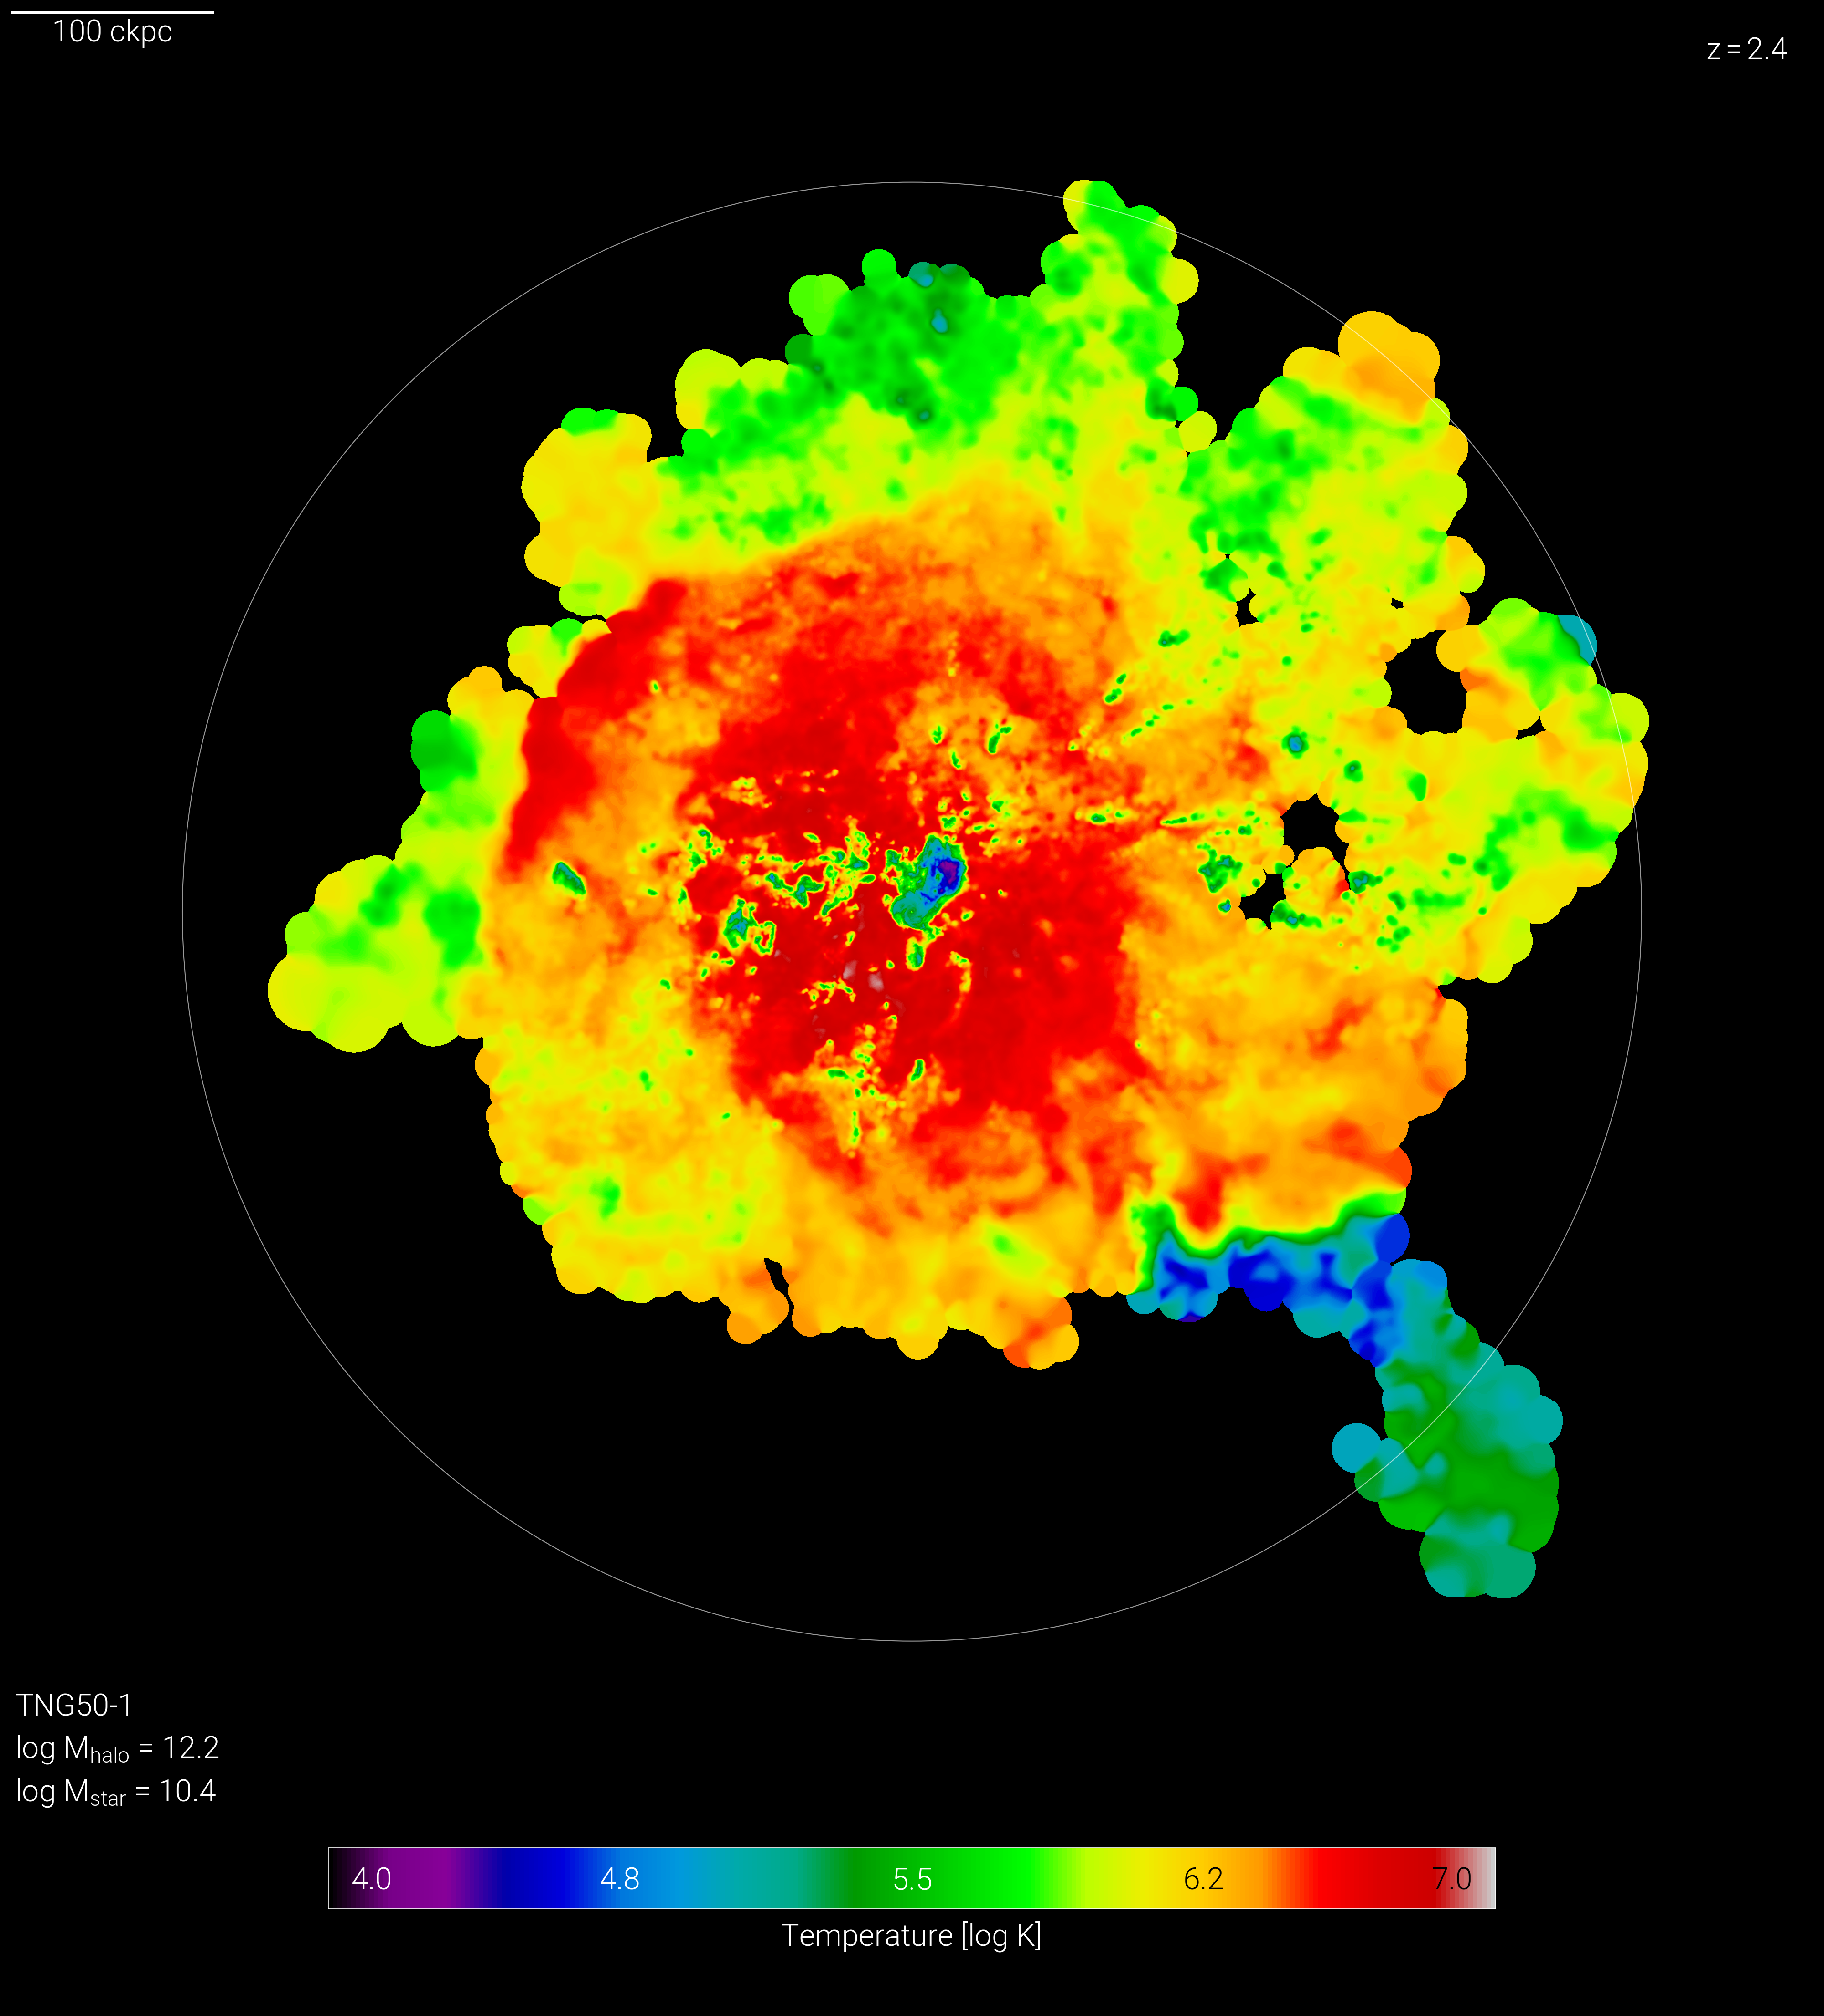 100 ckpc
z = 2.4
TNG50-1
log Mhalo = 12.2
log Mstar = 10.4
4.0 4.8 5.5 6.2 7.0
Temperature [log K]